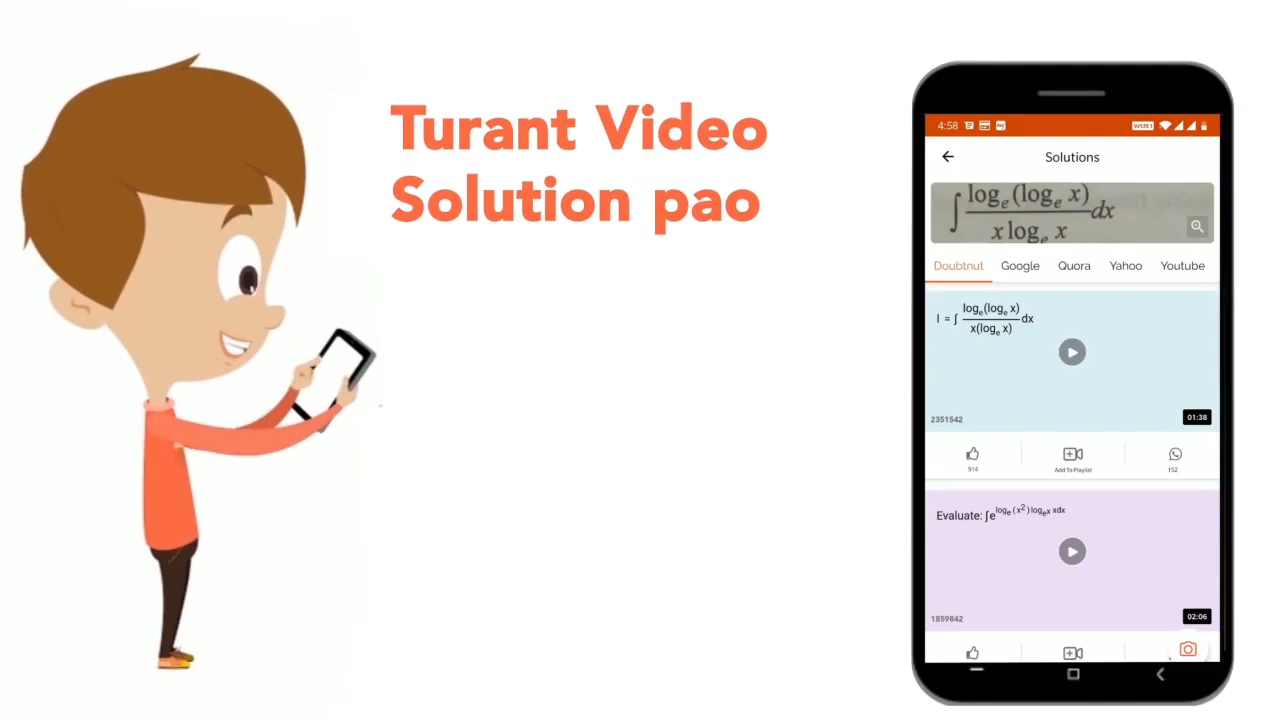 Turant Video
Solution pao
4:58
Solutions
∫ logₑ(logₑ x) / x logₑ x dx
Doubtnut Google Quora Yahoo Youtube
I = ∫ logₑ(logₑ x) / x(logₑ x) dx
2351542 01:38
914 Add To Playlist 152
Evaluate: ∫e^logₑ(x²) logₑx xdx
1859842 02:06